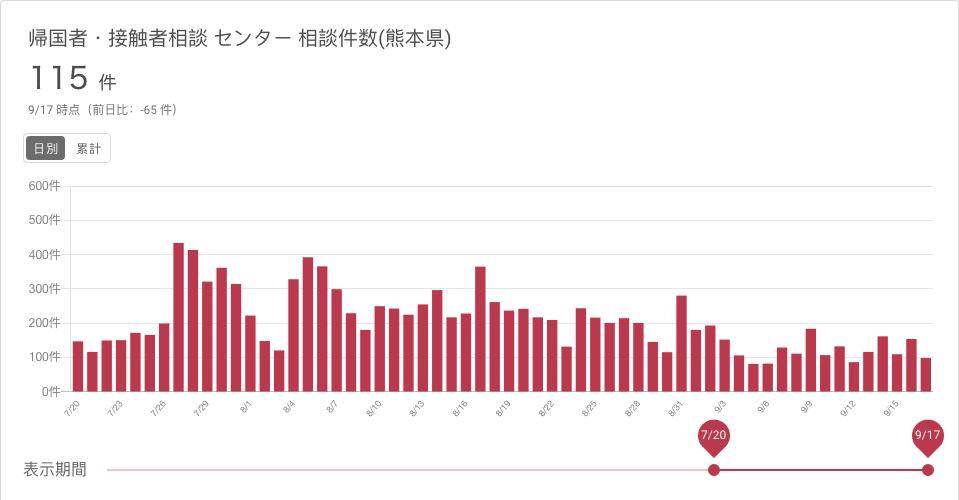 帰国者・接触者相談 センター 相談件数(熊本県)
115 件
9/17 時点（前日比：-65 件）
日別 累計
600件
500件
400件
300件
200件
100件
0件
7/20 7/23 7/26 7/29 8/1 8/4 8/7 8/10 8/13 8/16 8/19 8/22 8/25 8/28 8/31 9/3 9/6 9/9 9/12 9/15
7/20 9/17
表示期間